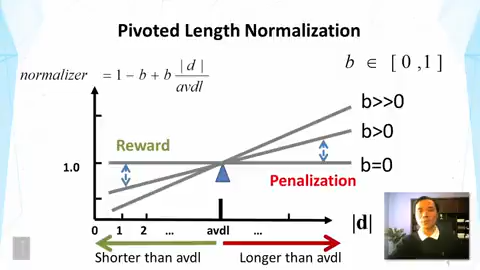 Pivoted Length Normalization
normalizer = 1 − b + b |d| / avdl
b ∈ [ 0 ,1 ]
b>>0
b>0
b=0
Reward
Penalization
1.0
0 1 2 ... avdl ... |d|
Shorter than avdl
Longer than avdl